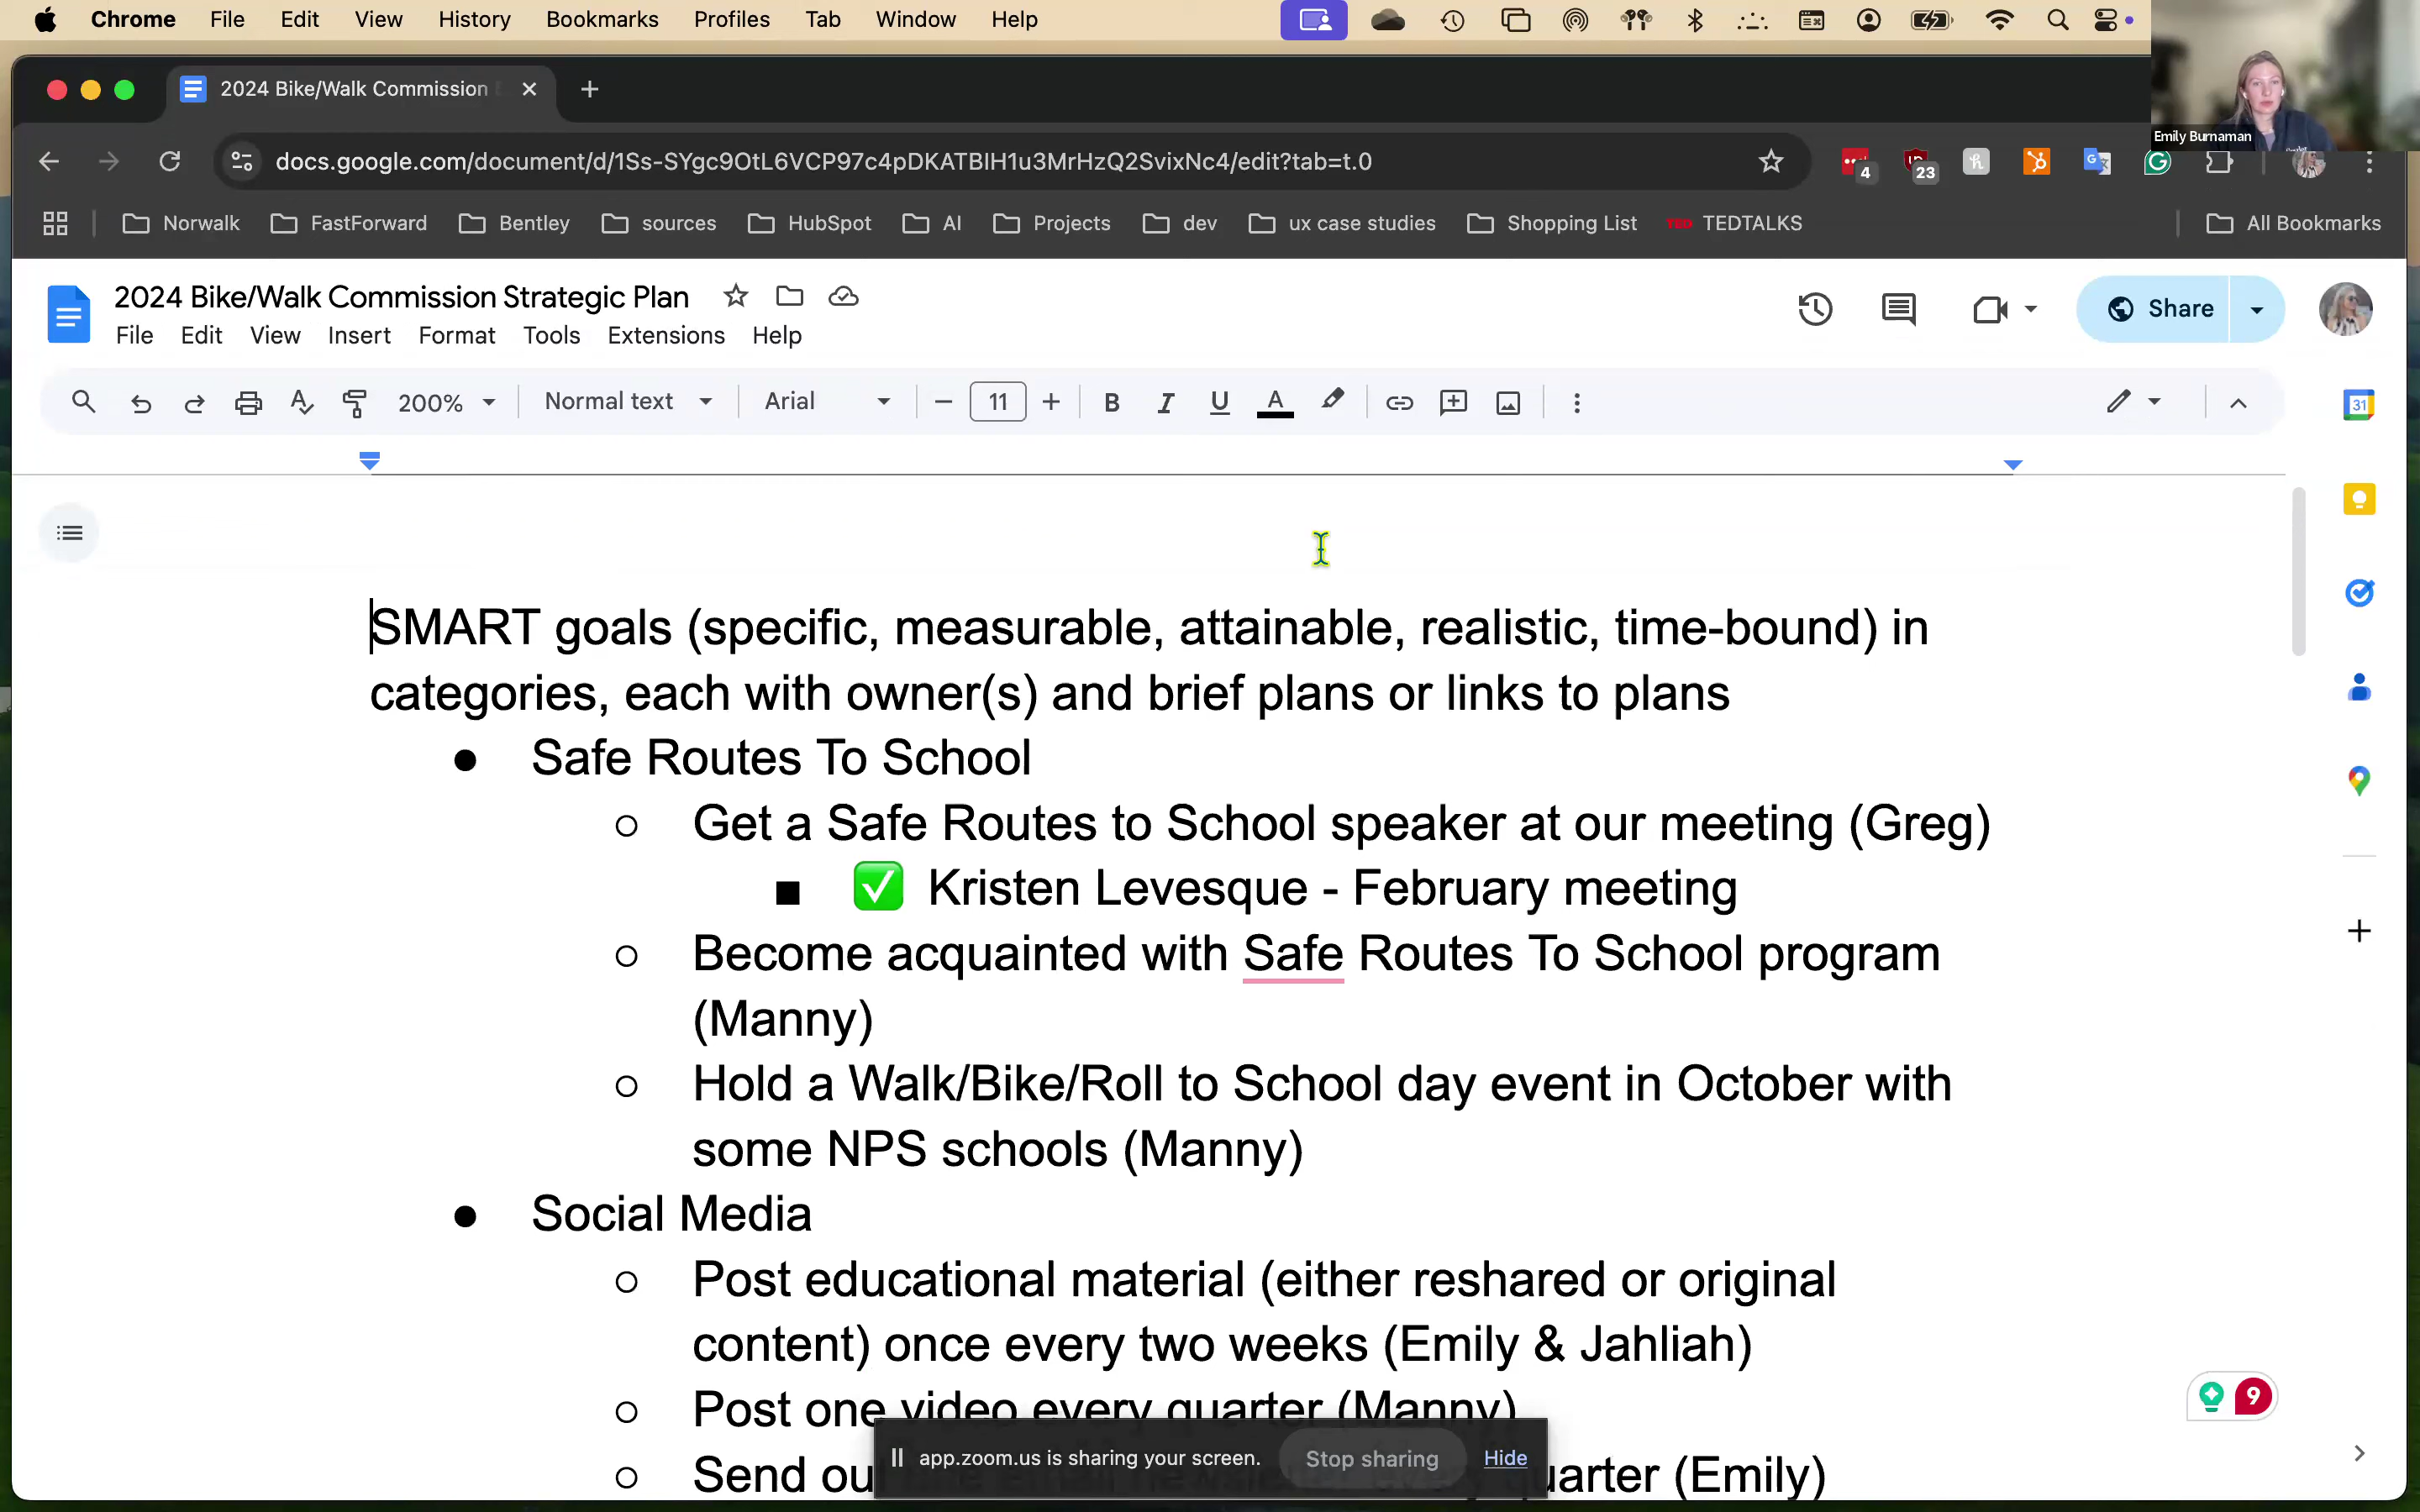 Chrome File Edit View History Bookmarks Profiles Tab Window Help
Emily Burnaman
2024 Bike/Walk Commission
docs.google.com/document/d/1Ss-SYgc9OtL6VCP97c4pDKATBIH1u3MrHzQ2SvixNc4/edit?tab=t.0
4 23
Norwalk FastForward Bentley sources HubSpot AI Projects dev ux case studies Shopping List TED TEDTALKS All Bookmarks
2024 Bike/Walk Commission Strategic Plan
Share
File Edit View Insert Format Tools Extensions Help
200% Normal text Arial 11 B I U A
31
SMART goals (specific, measurable, attainable, realistic, time-bound) in
categories, each with owner(s) and brief plans or links to plans
● Safe Routes To School
○ Get a Safe Routes to School speaker at our meeting (Greg)
■ ✅ Kristen Levesque - February meeting
○ Become acquainted with Safe Routes To School program
(Manny)
○ Hold a Walk/Bike/Roll to School day event in October with
some NPS schools (Manny)
● Social Media
○ Post educational material (either reshared or original
content) once every two weeks (Emily & Jahliah)
○ Post one video every quarter (Manny)
9
app.zoom.us is sharing your screen. Stop sharing Hide
○ Send (Emily)